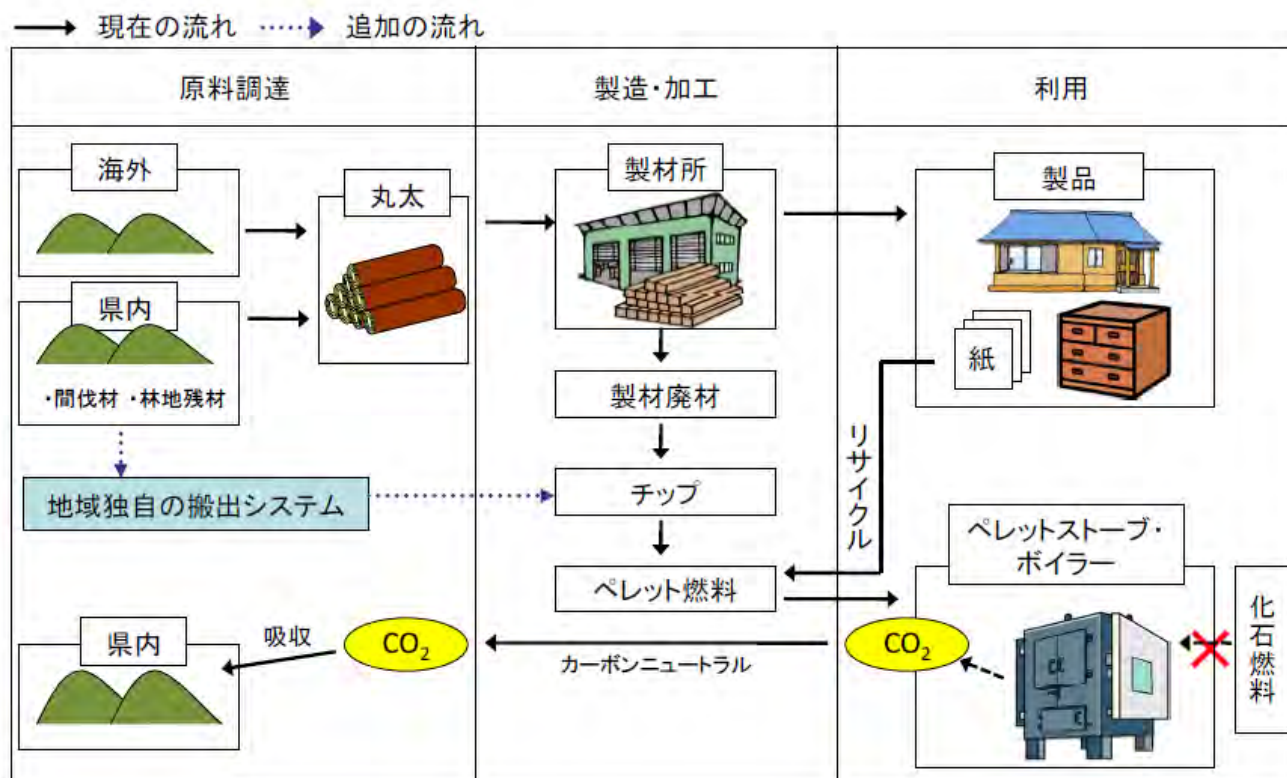 現在の流れ
追加の流れ
原料調達
製造・加工
利用
海外
丸太
製材所
製品
県内
・間伐材 ・林地残材
紙
製材廃材
リサイクル
地域独自の搬出システム
チップ
ペレットストーブ・
ボイラー
ペレット燃料
化石燃料
県内
吸収
CO₂
カーボンニュートラル
CO₂